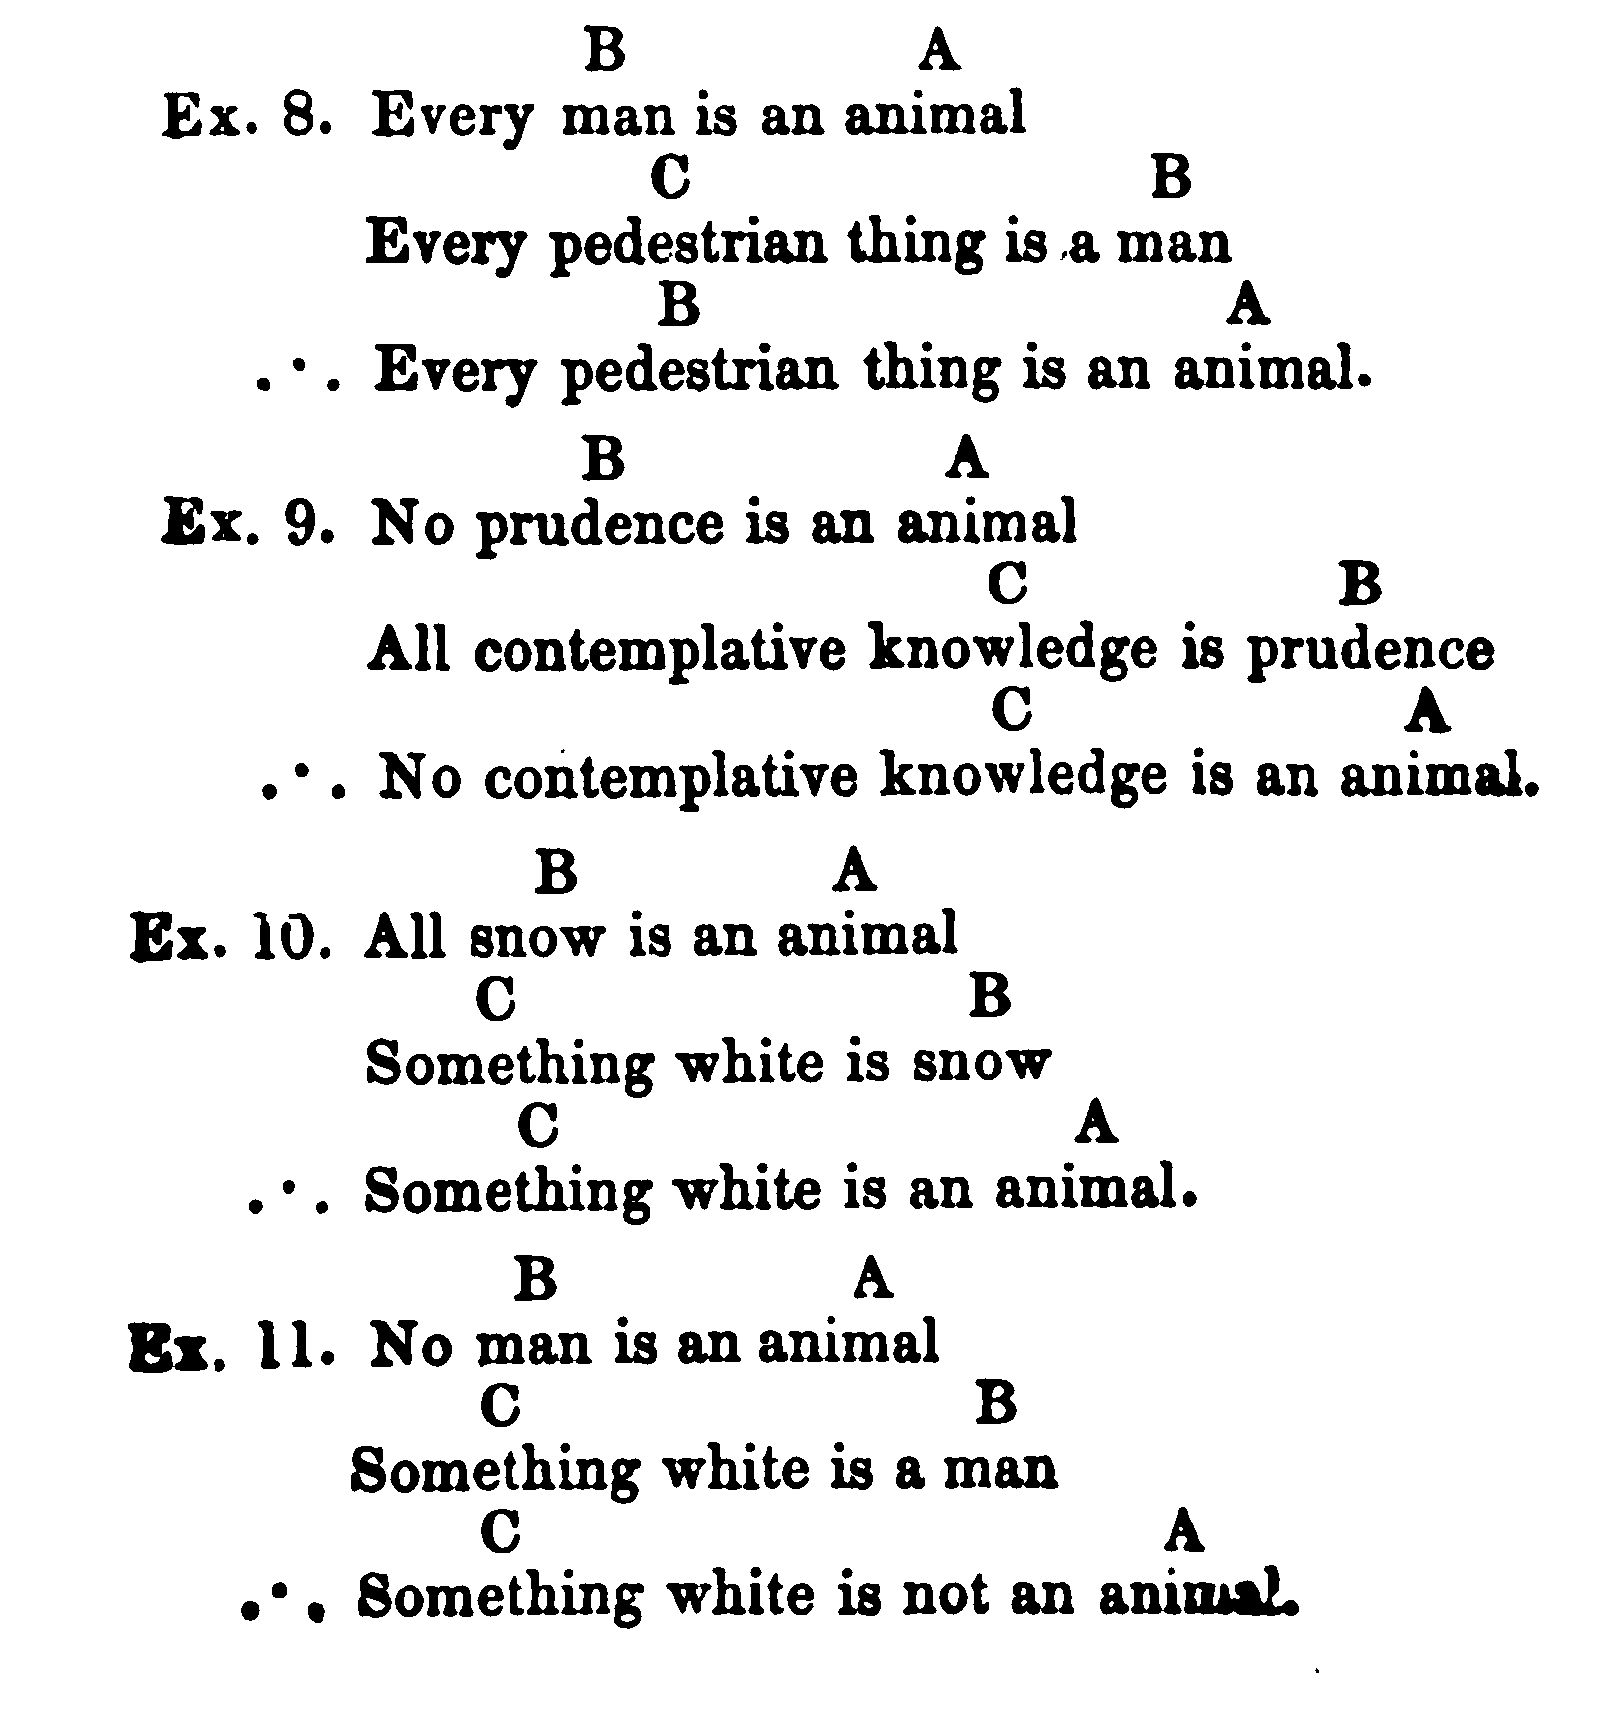 B A
Ex. 8. Every man is an animal
C B
Every pedestrian thing is a man
B A
.·. Every pedestrian thing is an animal.
B A
Ex. 9. No prudence is an animal
C B
All contemplative knowledge is prudence
C A
.·. No contemplative knowledge is an animal.
B A
Ex. 10. All snow is an animal
C B
Something white is snow
C A
.·. Something white is an animal.
B A
Ex. 11. No man is an animal
C B
Something white is a man
C A
.·. Something white is not an animal.